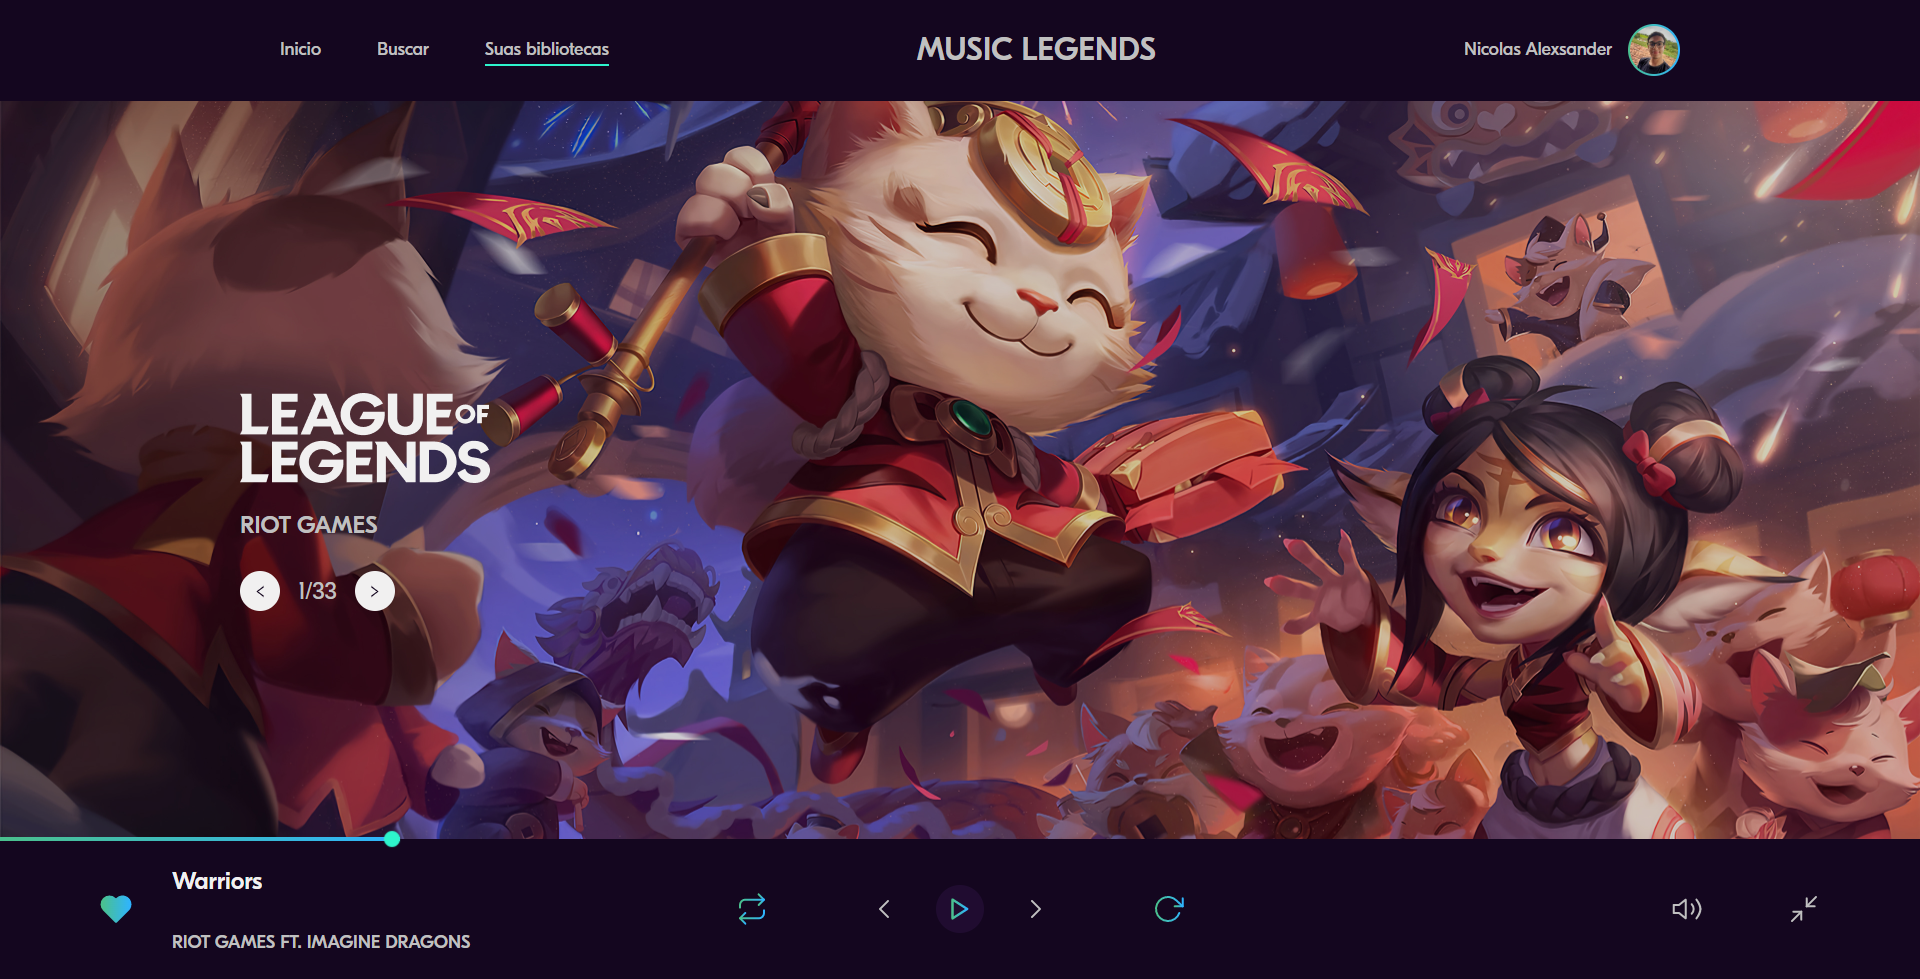 Inicio
Buscar
Suas bibliotecas
MUSIC LEGENDS
Nicolas Alexsander
LEAGUE OF
LEGENDS
RIOT GAMES
< 1/33 >
Warriors
RIOT GAMES FT. IMAGINE DRAGONS